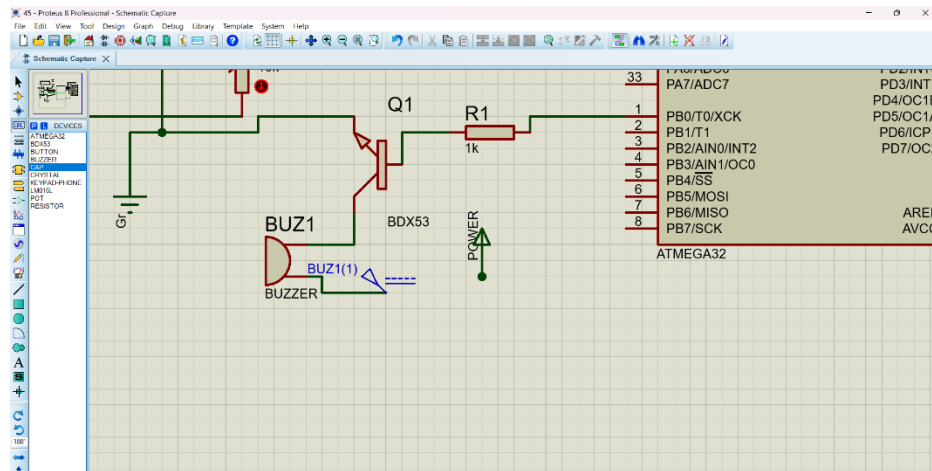 45 - Proteus 8 Professional - Schematic Capture
File Edit View Tool Design Graph Debug Library Template System Help
Schematic Capture
P L DEVICES
ATMEGA32
BDX53
BUTTON
BUZZER
CAP
CRYSTAL
KEYPAD-PHONE
LM016L
POT
RESISTOR
Q1
BDX53
R1
1k
Gr
BUZ1
BUZZER
BUZ1(1)
POWER
33 PA7/ADC7
1 PB0/T0/XCK
2 PB1/T1
3 PB2/AIN0/INT2
4 PB3/AIN1/OC0
5 PB4/SS
6 PB5/MOSI
7 PB6/MISO
8 PB7/SCK
PD3/INT
PD4/OC1B
PD5/OC1A
PD6/ICP
PD7/OC2
AREF
AVCC
ATMEGA32
A
S